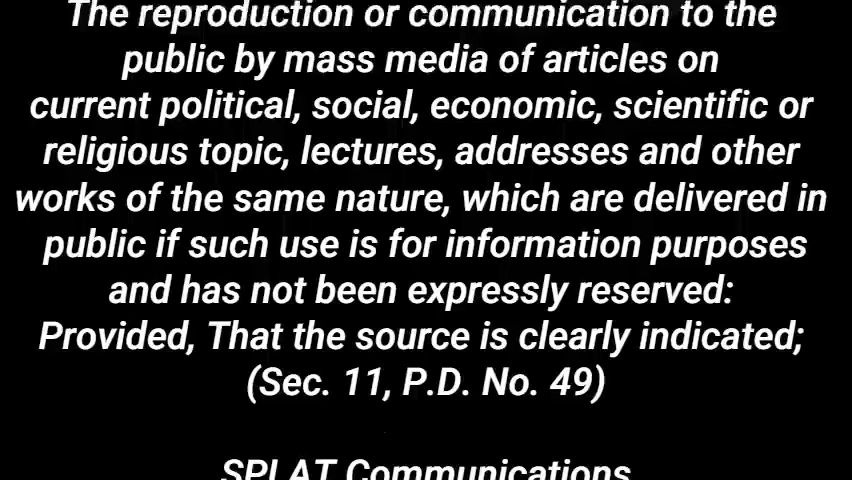 The reproduction or communication to the
public by mass media of articles on
current political, social, economic, scientific or
religious topic, lectures, addresses and other
works of the same nature, which are delivered in
public if such use is for information purposes
and has not been expressly reserved:
Provided, That the source is clearly indicated;
(Sec. 11, P.D. No. 49)
SPLAT Communications